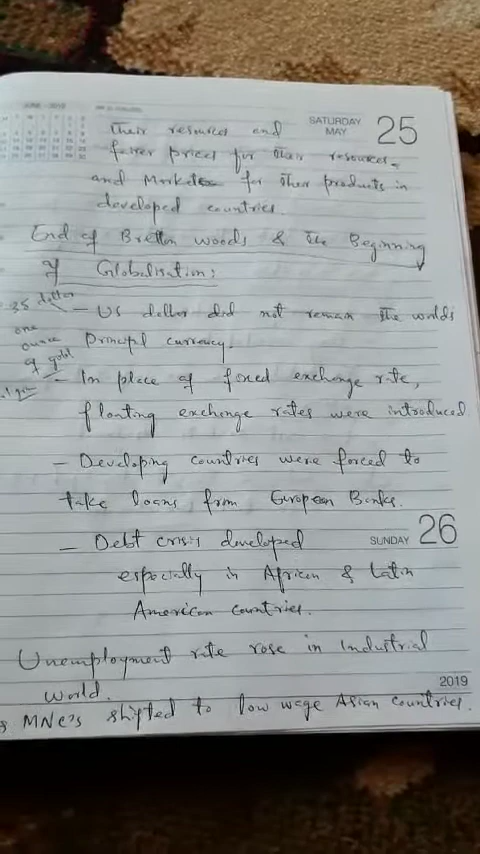 JUNE - 2019
SATURDAY
MAY 25
their resources and
fairer prices for their resources,
and Markets for their products in
developed countries.
End of Bretton woods & the Beginning
of Globalisation:
35 dollar
one
ounce
of gold
- US dollar did not remain the worlds
Principal currency.
- In place of fixed exchange rate,
floating exchange rates were introduced
- Developing countries were forced to
take loans from European Banks.
SUNDAY 26
- Debt crisis developed
especially in African & Latin
American countries.
Unemployment rate rose in Industrial
world.
2019
MNC's shifted to low wage Asian countries.